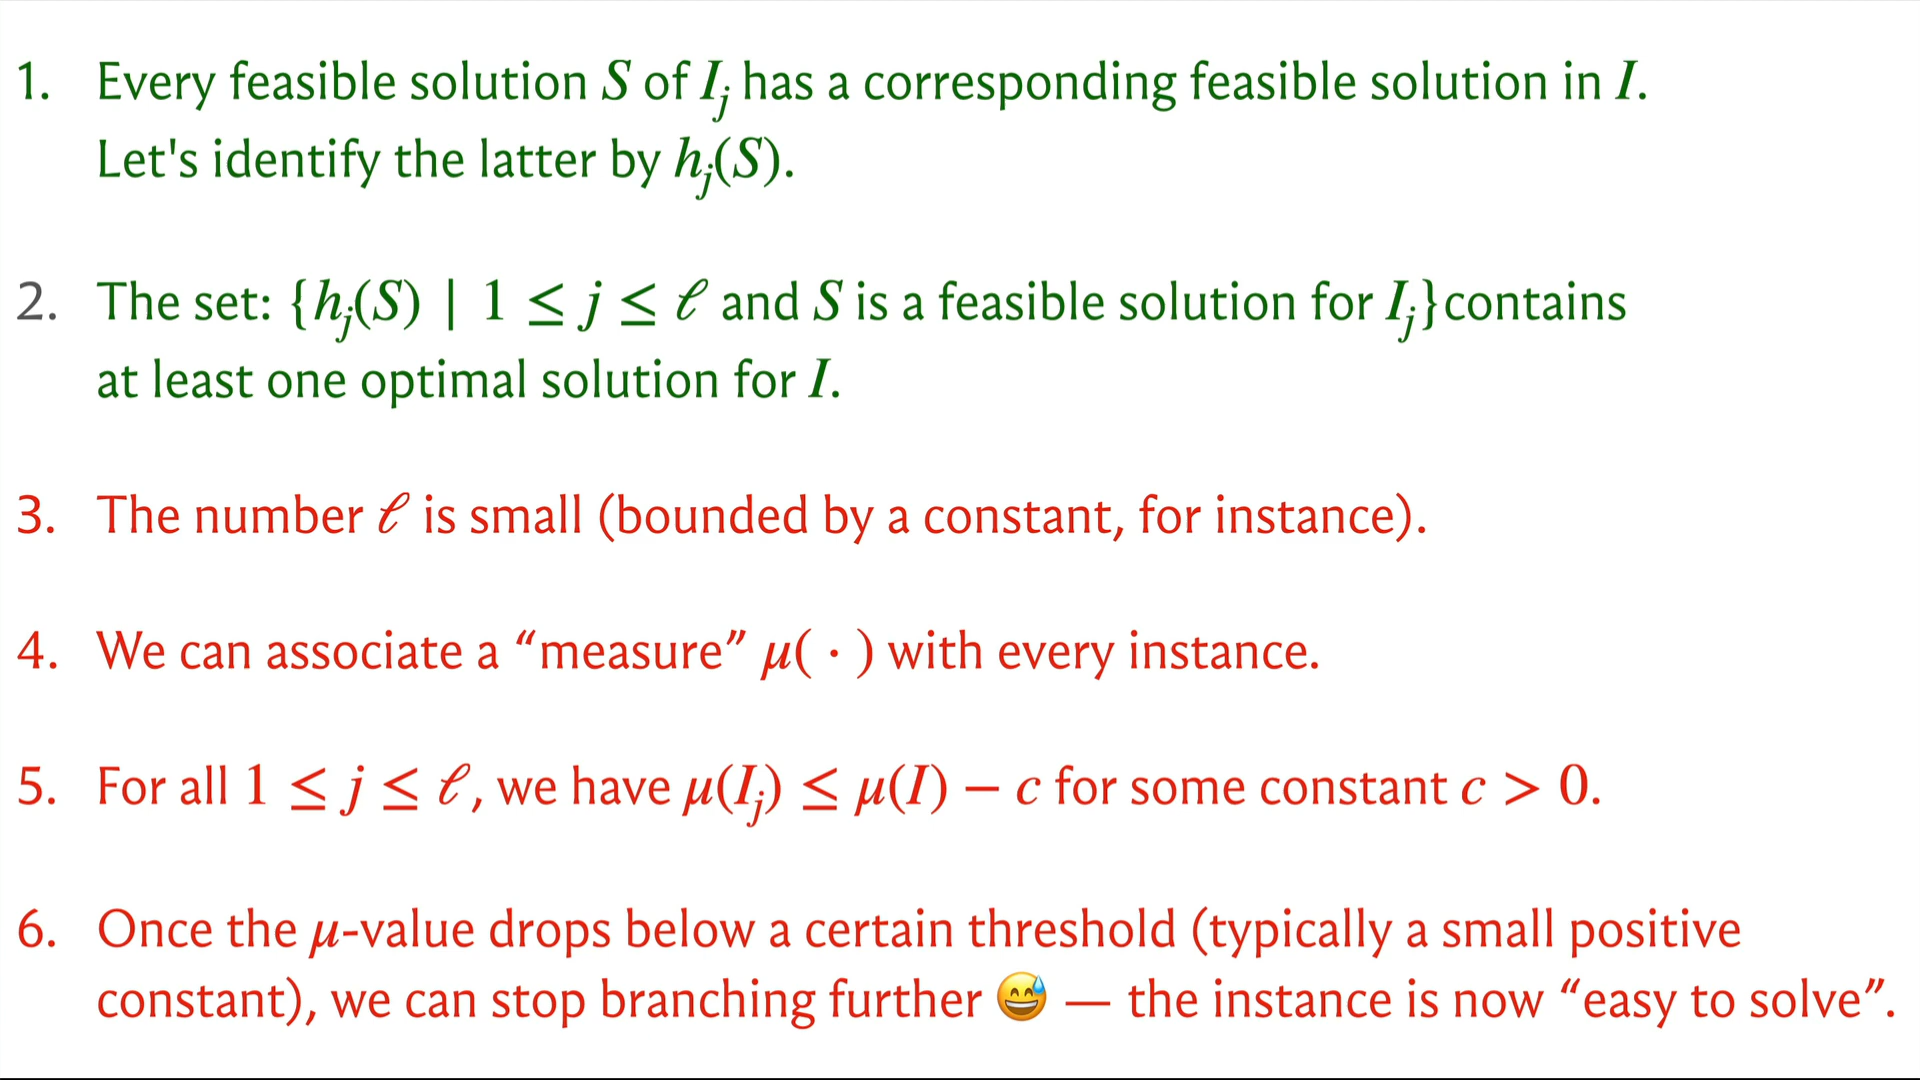 1. Every feasible solution S of I_j has a corresponding feasible solution in I.
Let's identify the latter by h_j(S).
2. The set: {h_j(S) | 1 ≤ j ≤ ℓ and S is a feasible solution for I_j} contains
at least one optimal solution for I.
3. The number ℓ is small (bounded by a constant, for instance).
4. We can associate a “measure” μ( · ) with every instance.
5. For all 1 ≤ j ≤ ℓ, we have μ(I_j) ≤ μ(I) − c for some constant c > 0.
6. Once the μ-value drops below a certain threshold (typically a small positive
constant), we can stop branching further 😅 — the instance is now “easy to solve”.